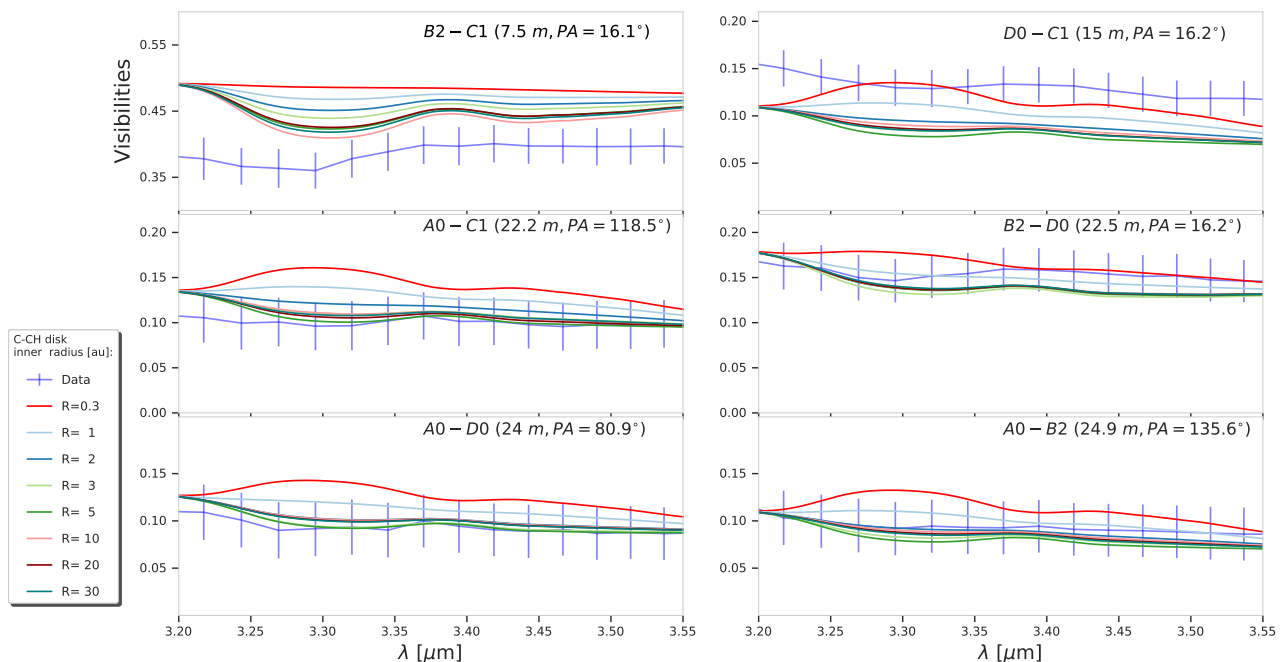 B2 − C1 (7.5 m, PA = 16.1°)
0.55
0.45
0.35
Visibilities
D0 − C1 (15 m, PA = 16.2°)
0.20
0.15
0.10
0.05
A0 − C1 (22.2 m, PA = 118.5°)
0.20
0.15
0.10
0.05
0.00
B2 − D0 (22.5 m, PA = 16.2°)
0.20
0.15
0.10
0.05
0.00
A0 − D0 (24 m, PA = 80.9°)
0.15
0.10
0.05
3.20 3.25 3.30 3.35 3.40 3.45 3.50 3.55
λ [μm]
A0 − B2 (24.9 m, PA = 135.6°)
0.15
0.10
0.05
3.20 3.25 3.30 3.35 3.40 3.45 3.50 3.55
λ [μm]
C-CH disk
inner radius [au]:
Data
R=0.3
R= 1
R= 2
R= 3
R= 5
R= 10
R= 20
R= 30